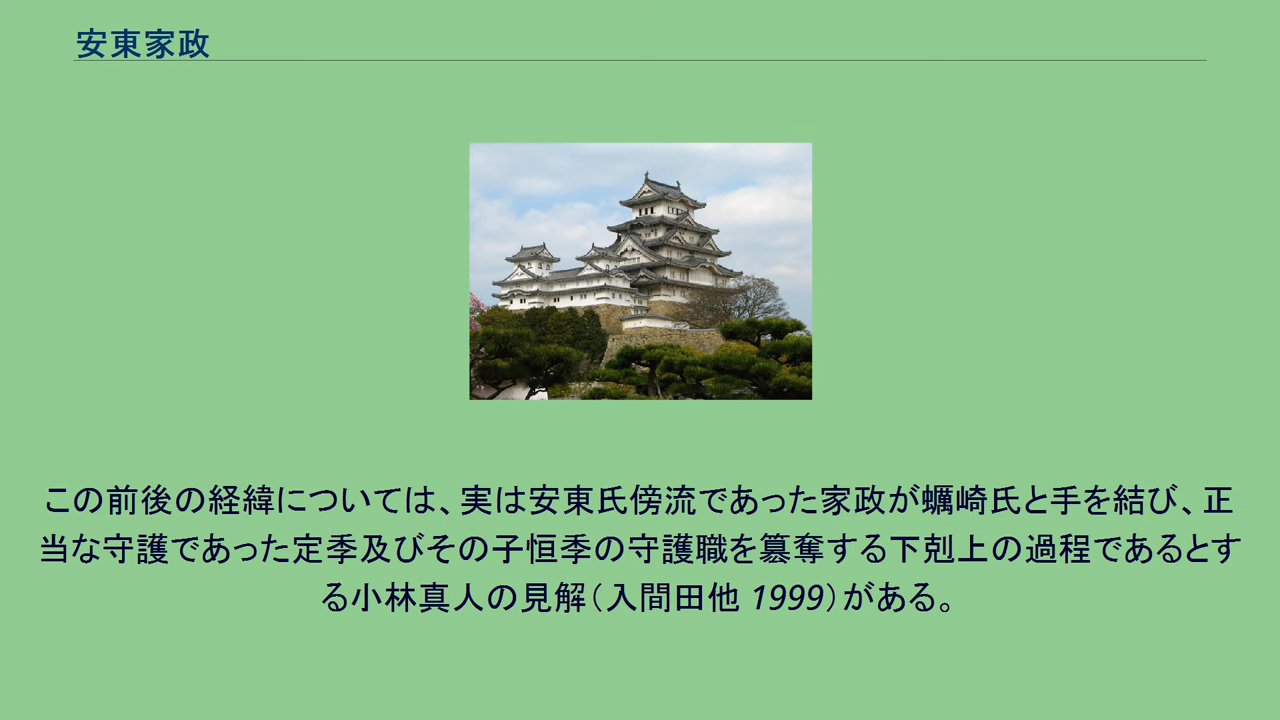 安東家政
この前後の経緯については、実は安東氏傍流であった家政が蠣崎氏と手を結び、正
当な守護であった定季及びその子恒季の守護職を簒奪する下剋上の過程であるとす
る小林真人の見解（入間田他 1999）がある。